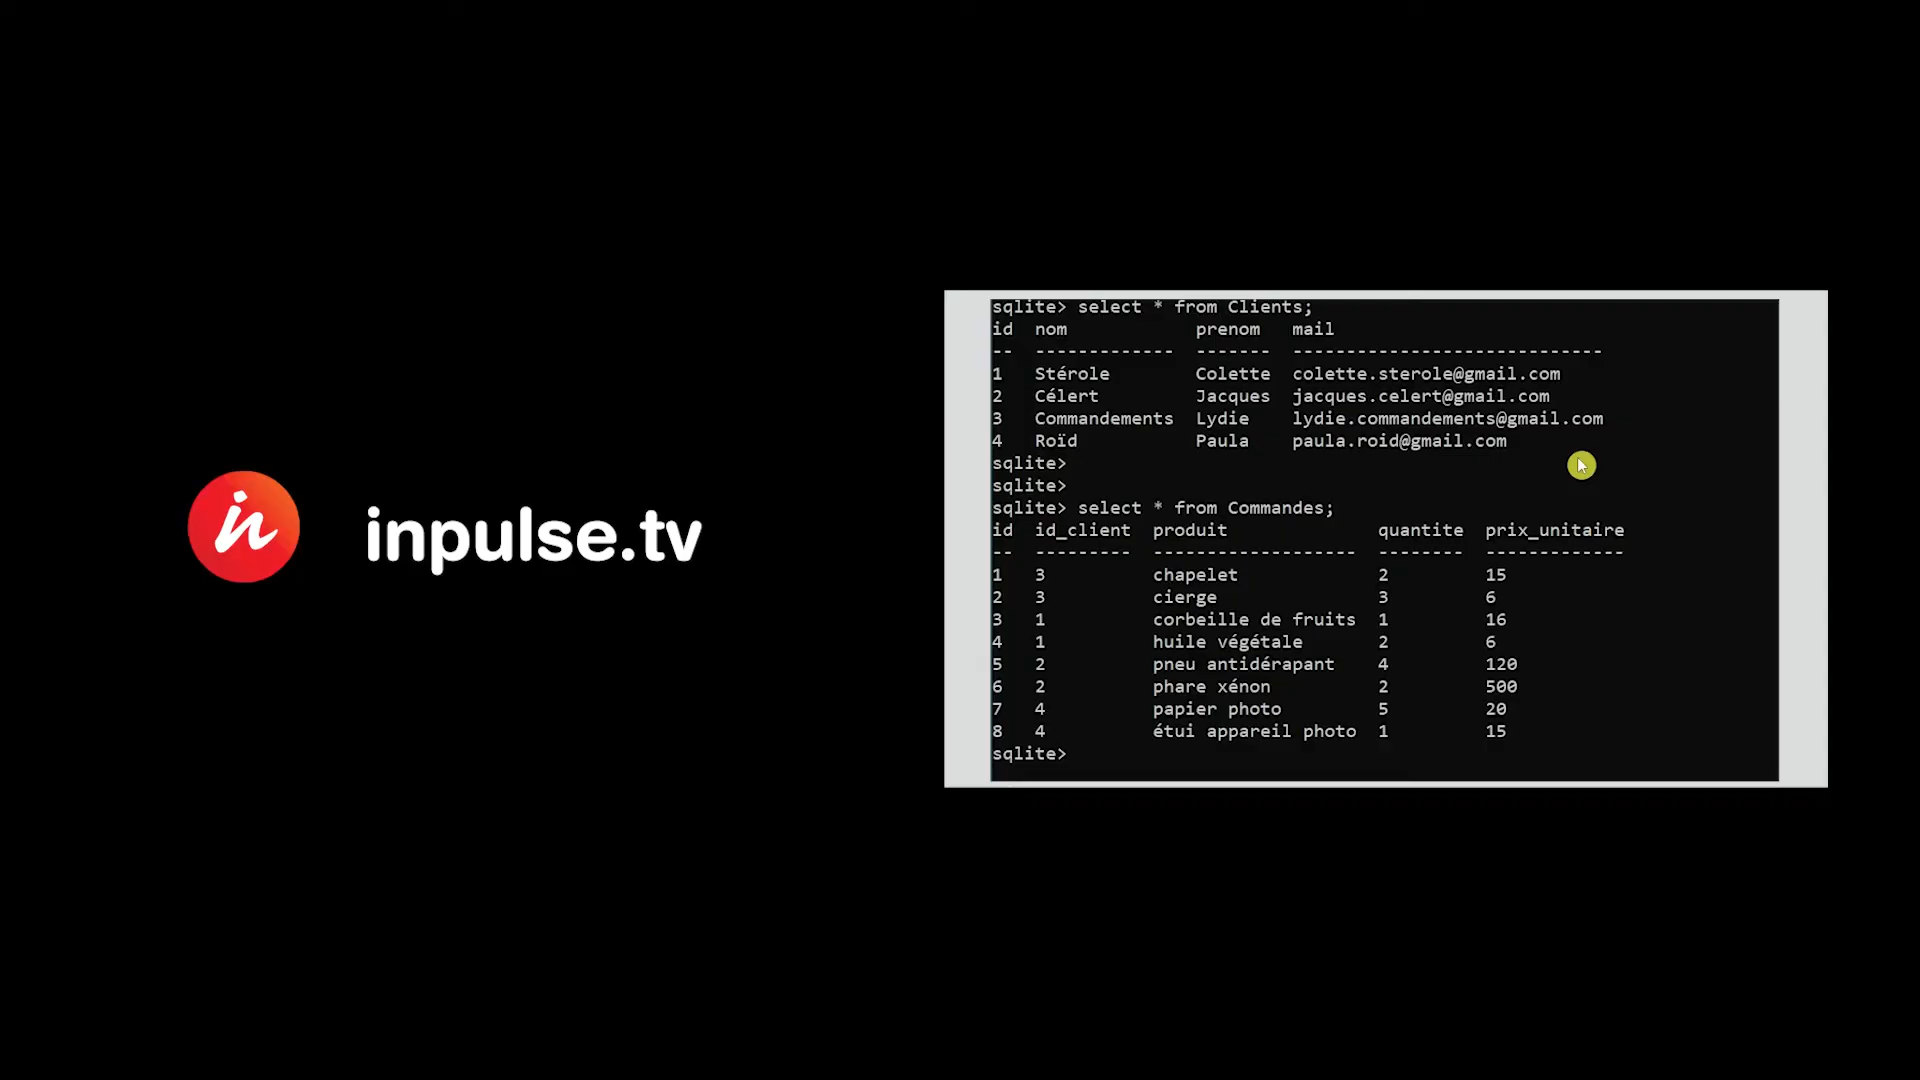 in
inpulse.tv
sqlite> select * from Clients;
id  nom            prenom   mail
--  -------------  -------  -----------------------------
1   Stérole        Colette  colette.sterole@gmail.com
2   Célert         Jacques  jacques.celert@gmail.com
3   Commandements  Lydie    lydie.commandements@gmail.com
4   Roïd           Paula    paula.roid@gmail.com
sqlite>
sqlite>
sqlite> select * from Commandes;
id  id_client  produit              quantite  prix_unitaire
--  ---------  -------------------  --------  -------------
1   3          chapelet             2         15
2   3          cierge               3         6
3   1          corbeille de fruits  1         16
4   1          huile végétale       2         6
5   2          pneu antidérapant    4         120
6   2          phare xénon          2         500
7   4          papier photo         5         20
8   4          étui appareil photo  1         15
sqlite>